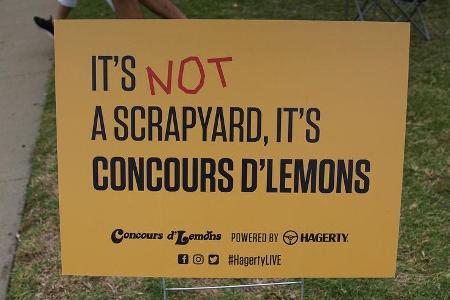 IT'S NOT
A SCRAPYARD, IT'S
CONCOURS D'LEMONS
Concours d'Lemons POWERED BY HAGERTY
#HagertyLIVE